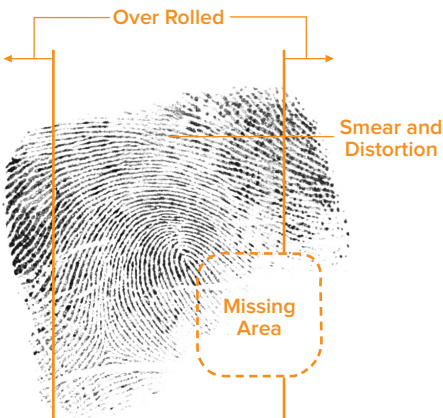 Over Rolled
Smear and
Distortion
Missing
Area